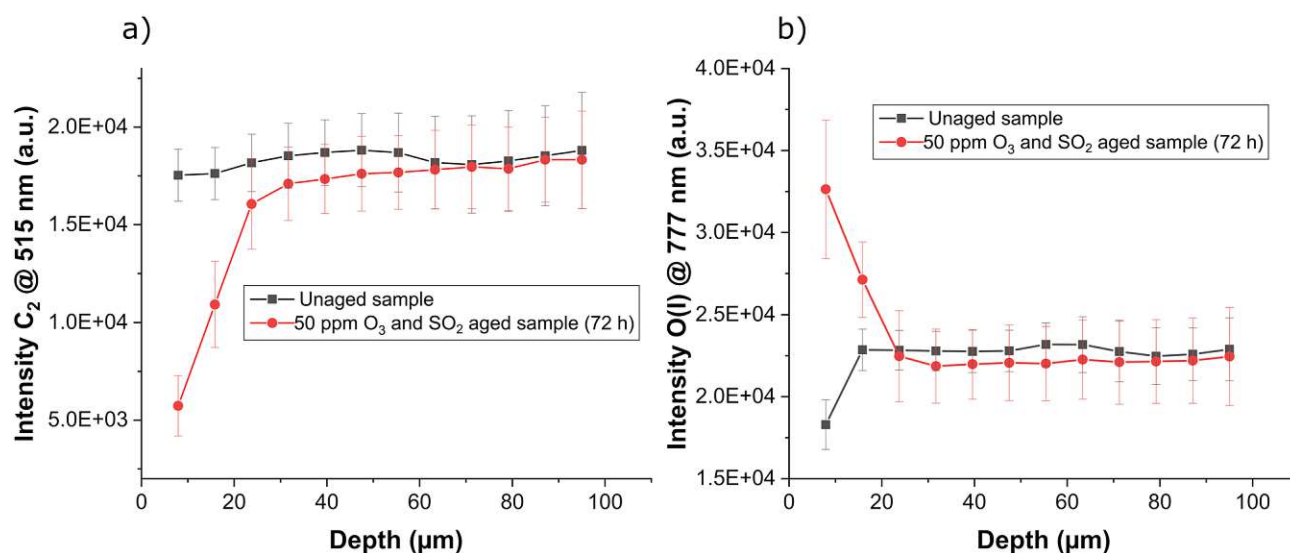 a)
Intensity C₂ @ 515 nm (a.u.)
2.0E+04
1.5E+04
1.0E+04
5.0E+03
Unaged sample
50 ppm O₃ and SO₂ aged sample (72 h)
0 20 40 60 80 100
Depth (µm)
b)
Intensity O(I) @ 777 nm (a.u.)
4.0E+04
3.5E+04
3.0E+04
2.5E+04
2.0E+04
1.5E+04
Unaged sample
50 ppm O₃ and SO₂ aged sample (72 h)
0 20 40 60 80 100
Depth (µm)